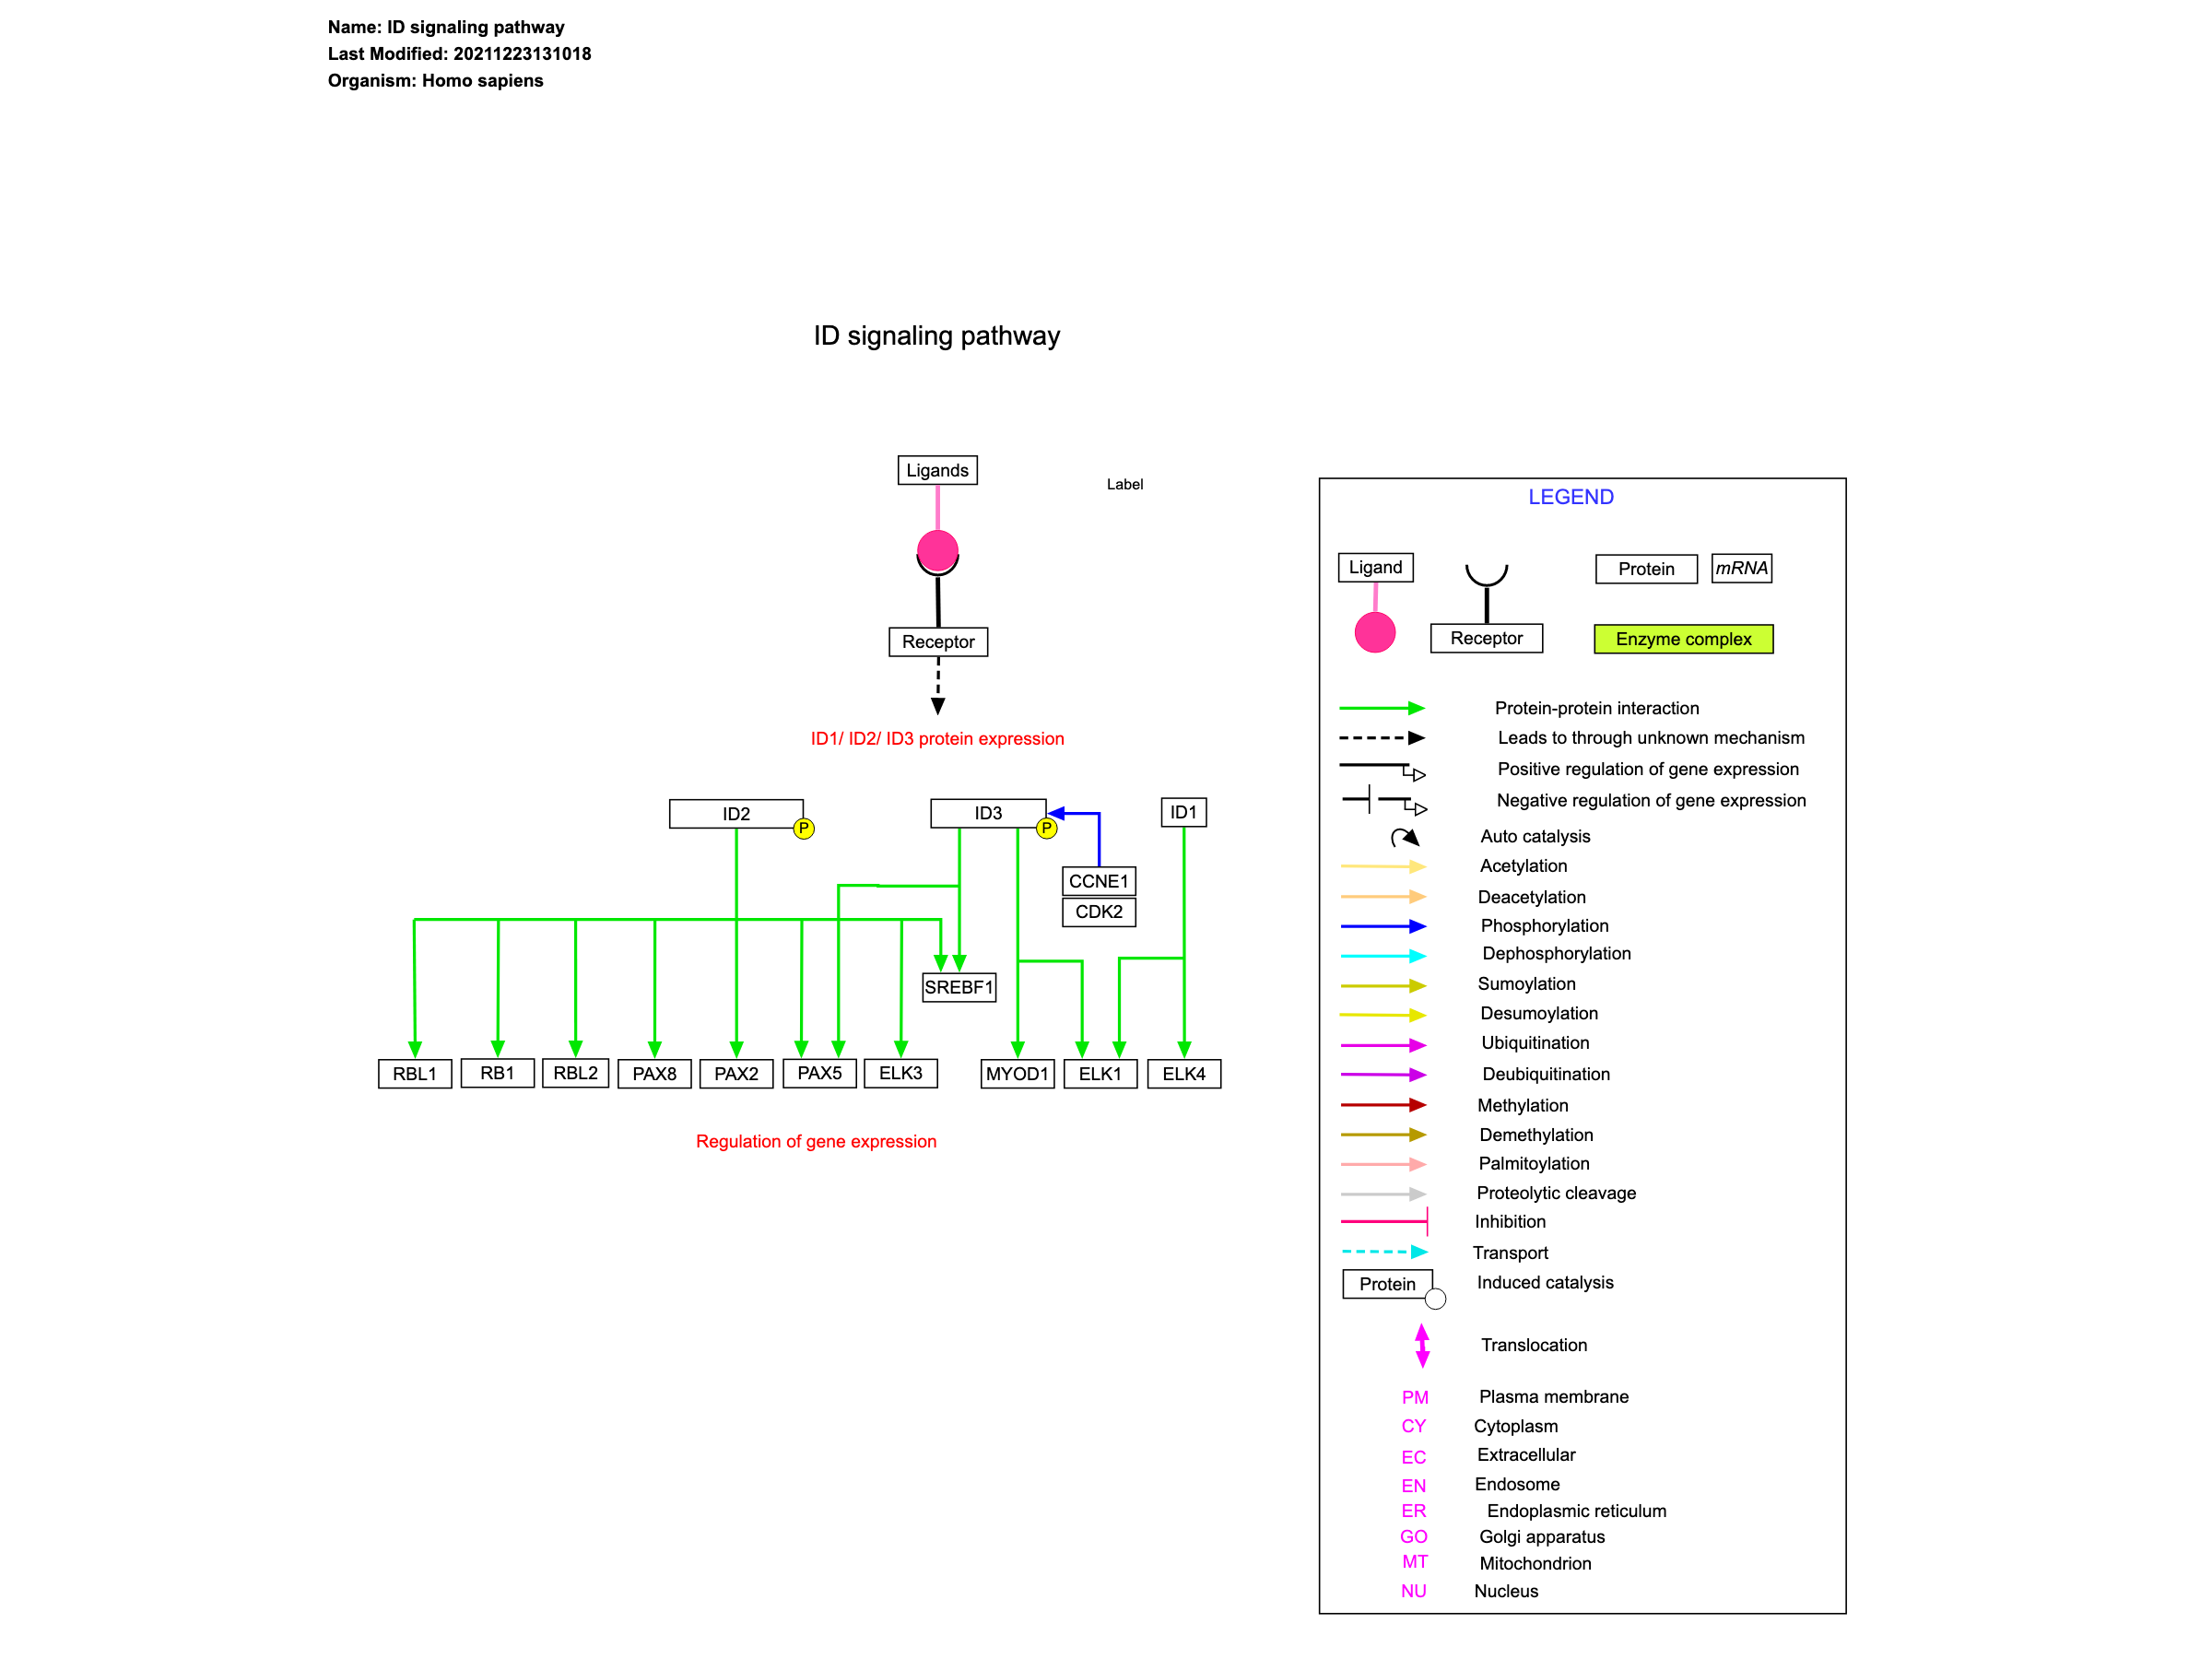 Name: ID signaling pathway
Last Modified: 20211223131018
Organism: Homo sapiens
ID signaling pathway
Ligands
Label
Receptor
ID1/ ID2/ ID3 protein expression
ID2
P
ID3
P
ID1
CCNE1
CDK2
SREBF1
RBL1
RB1
RBL2
PAX8
PAX2
PAX5
ELK3
MYOD1
ELK1
ELK4
Regulation of gene expression
LEGEND
Ligand
Receptor
Protein
mRNA
Enzyme complex
Protein-protein interaction
Leads to through unknown mechanism
Positive regulation of gene expression
Negative regulation of gene expression
Auto catalysis
Acetylation
Deacetylation
Phosphorylation
Dephosphorylation
Sumoylation
Desumoylation
Ubiquitination
Deubiquitination
Methylation
Demethylation
Palmitoylation
Proteolytic cleavage
Inhibition
Transport
Protein
Induced catalysis
Translocation
PM Plasma membrane
CY Cytoplasm
EC Extracellular
EN Endosome
ER Endoplasmic reticulum
GO Golgi apparatus
MT Mitochondrion
NU Nucleus